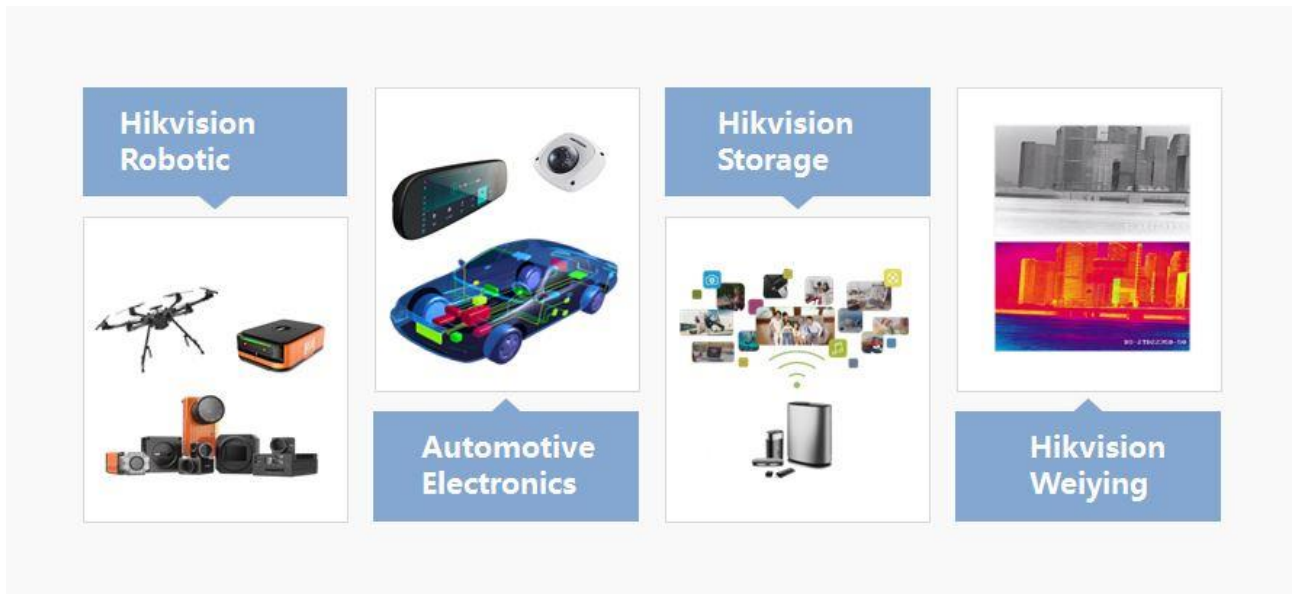 Hikvision
Robotic
Automotive
Electronics
Hikvision
Storage
Hikvision
Weiying